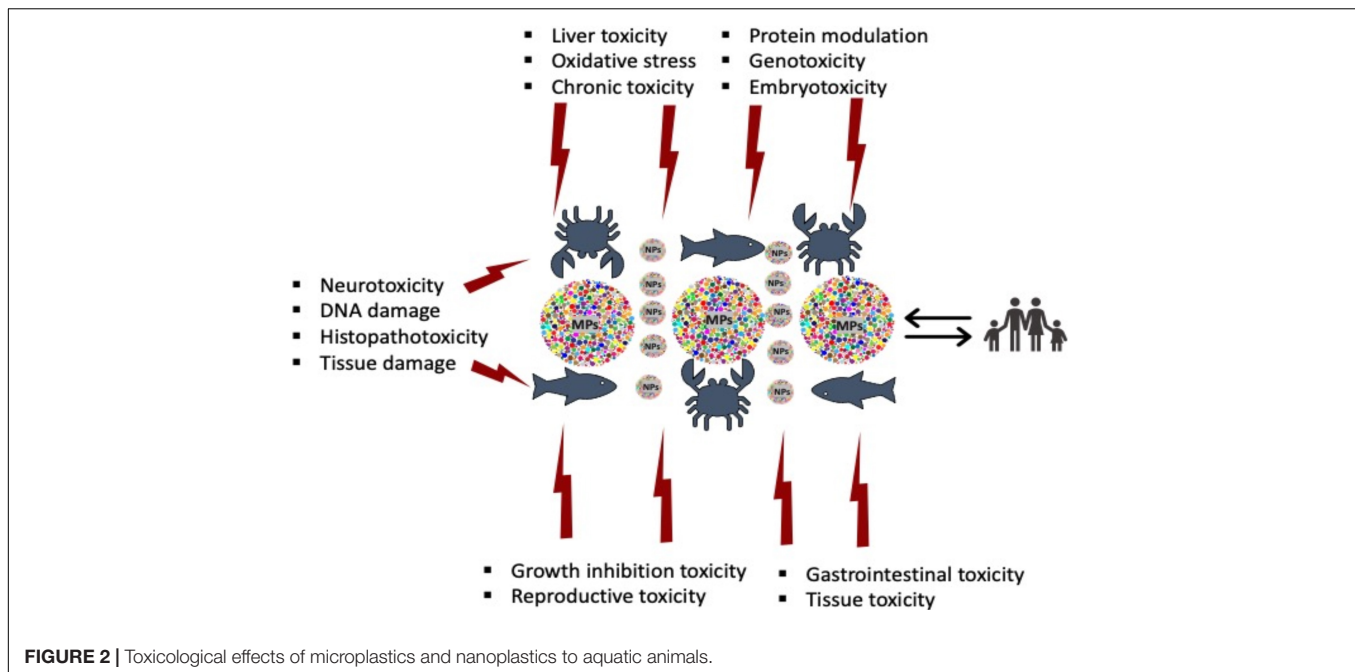 ▪ Liver toxicity
▪ Oxidative stress
▪ Chronic toxicity
▪ Protein modulation
▪ Genotoxicity
▪ Embryotoxicity
NPs
NPs
NPs
NPs
NPs
NPs
NPs
NPs
NPs
NPs
MPs
MPs
MPs
▪ Neurotoxicity
▪ DNA damage
▪ Histopathotoxicity
▪ Tissue damage
▪ Growth inhibition toxicity
▪ Reproductive toxicity
▪ Gastrointestinal toxicity
▪ Tissue toxicity
FIGURE 2 | Toxicological effects of microplastics and nanoplastics to aquatic animals.